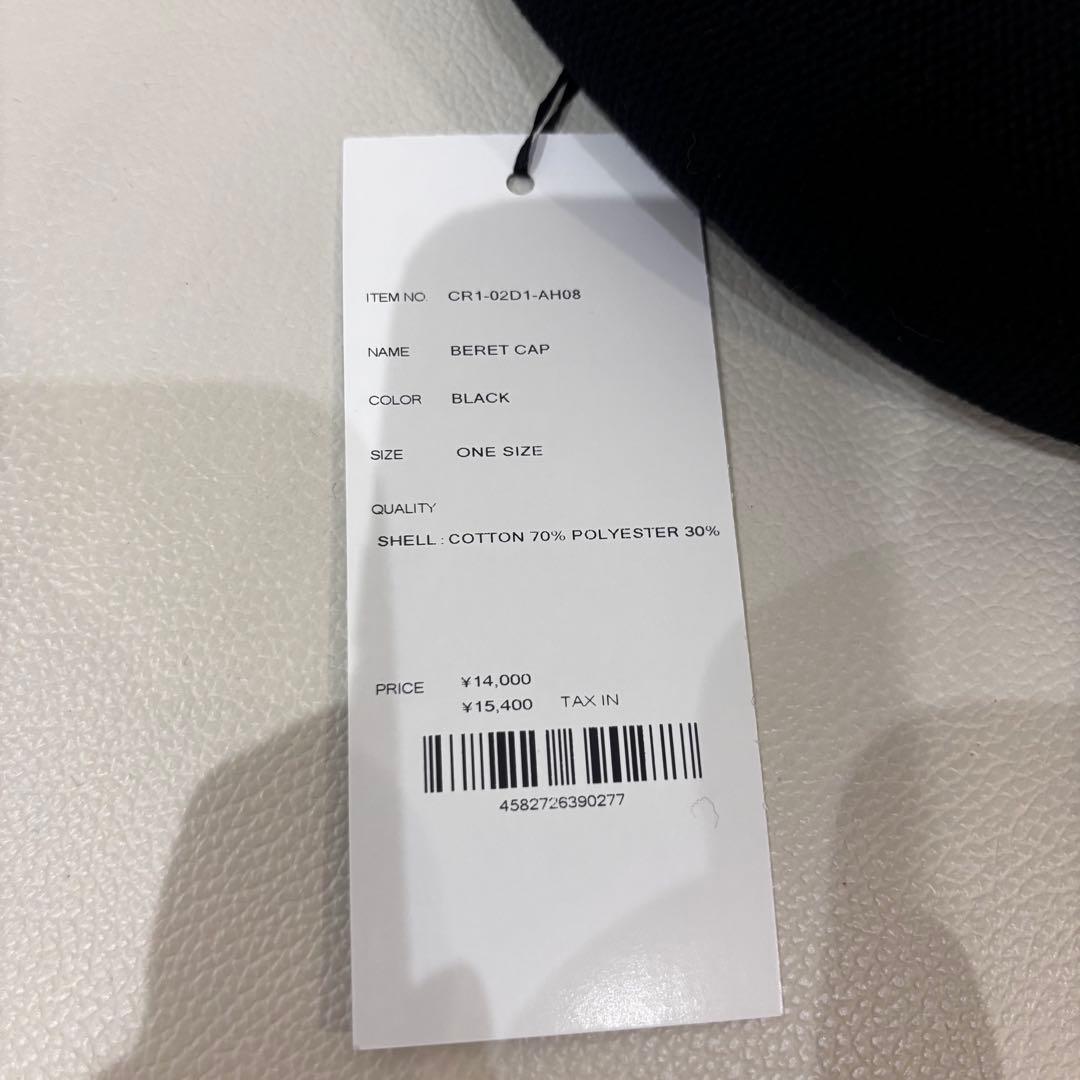 ITEM NO. CR1-02D1-AH08
NAME BERET CAP
COLOR BLACK
SIZE ONE SIZE
QUALITY
SHELL : COTTON 70% POLYESTER 30%
PRICE ¥14,000
¥15,400 TAX IN
4582726390277